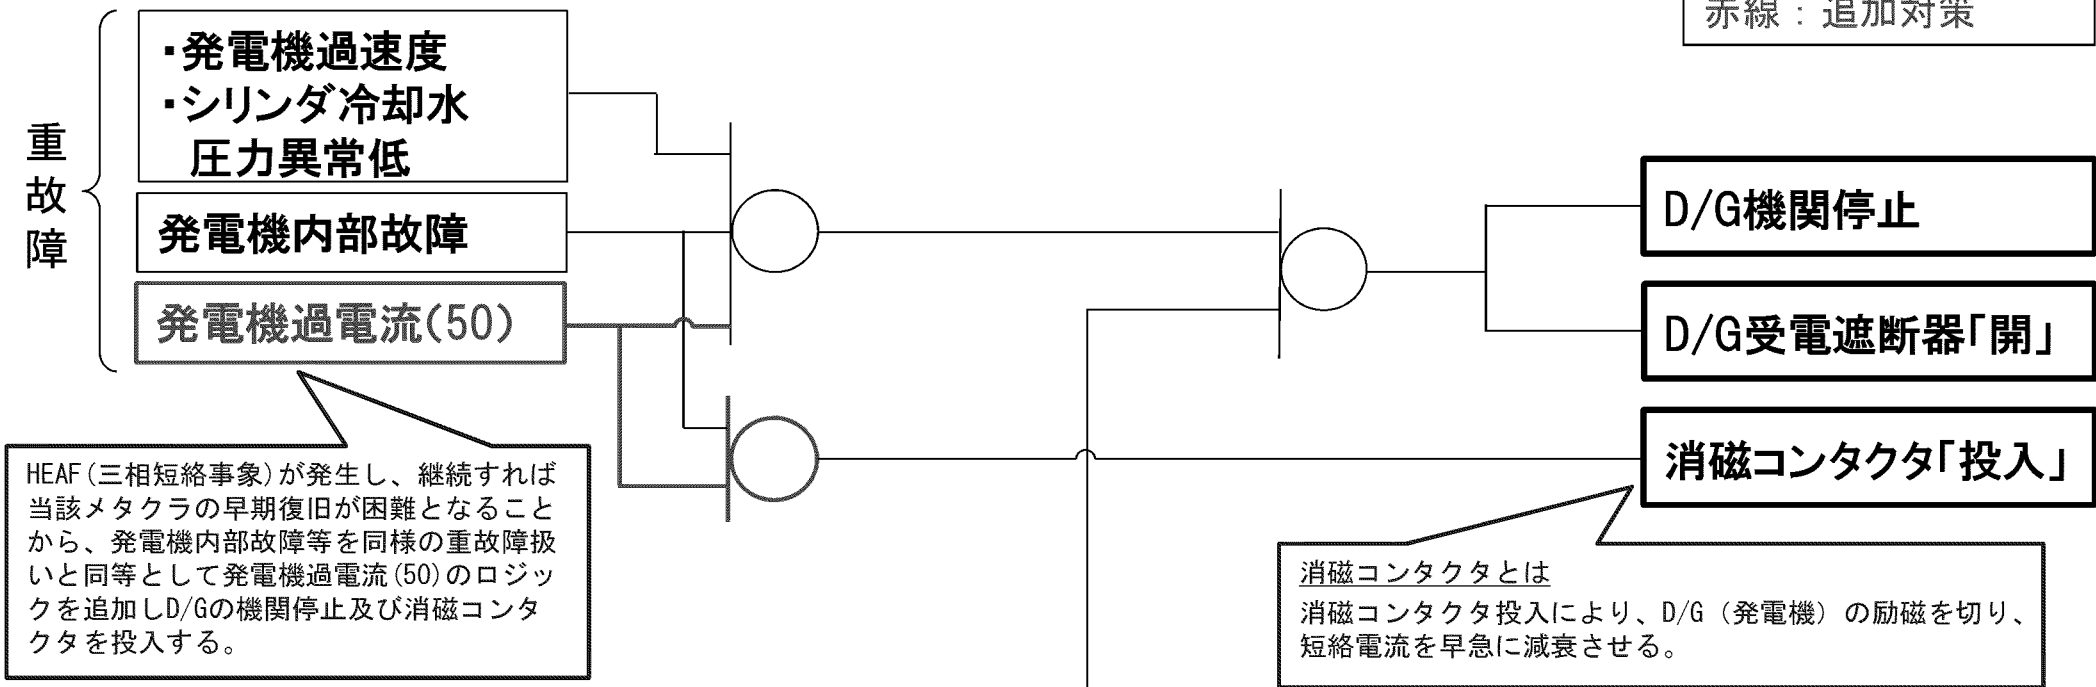 赤線：追加対策
重故障
・発電機過速度
・シリンダ冷却水
圧力異常低
発電機内部故障
発電機過電流(50)
D/G機関停止
D/G受電遮断器「開」
消磁コンタクタ「投入」
HEAF(三相短絡事象)が発生し、継続すれば
当該メタクラの早期復旧が困難となること
から、発電機内部故障等を同様の重故障扱
いと同等として発電機過電流(50)のロジッ
クを追加しD/Gの機関停止及び消磁コンタ
クタを投入する。
消磁コンタクタとは
消磁コンタクタ投入により、D/G（発電機）の励磁を切り、
短絡電流を早急に減衰させる。